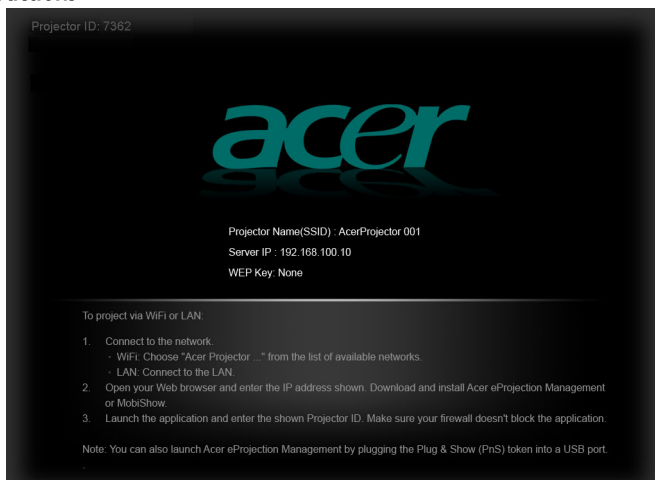 Projector ID: 7362
acer
Projector Name(SSID) : AcerProjector 001
Server IP : 192.168.100.10
WEP Key: None
To project via WiFi or LAN:
1. Connect to the network.
· WiFi: Choose "Acer Projector ..." from the list of available networks.
· LAN: Connect to the LAN.
2. Open your Web browser and enter the IP address shown. Download and install Acer eProjection Management
or MobiShow.
3. Launch the application and enter the shown Projector ID. Make sure your firewall doesn't block the application.
Note: You can also launch Acer eProjection Management by plugging the Plug & Show (PnS) token into a USB port.
.